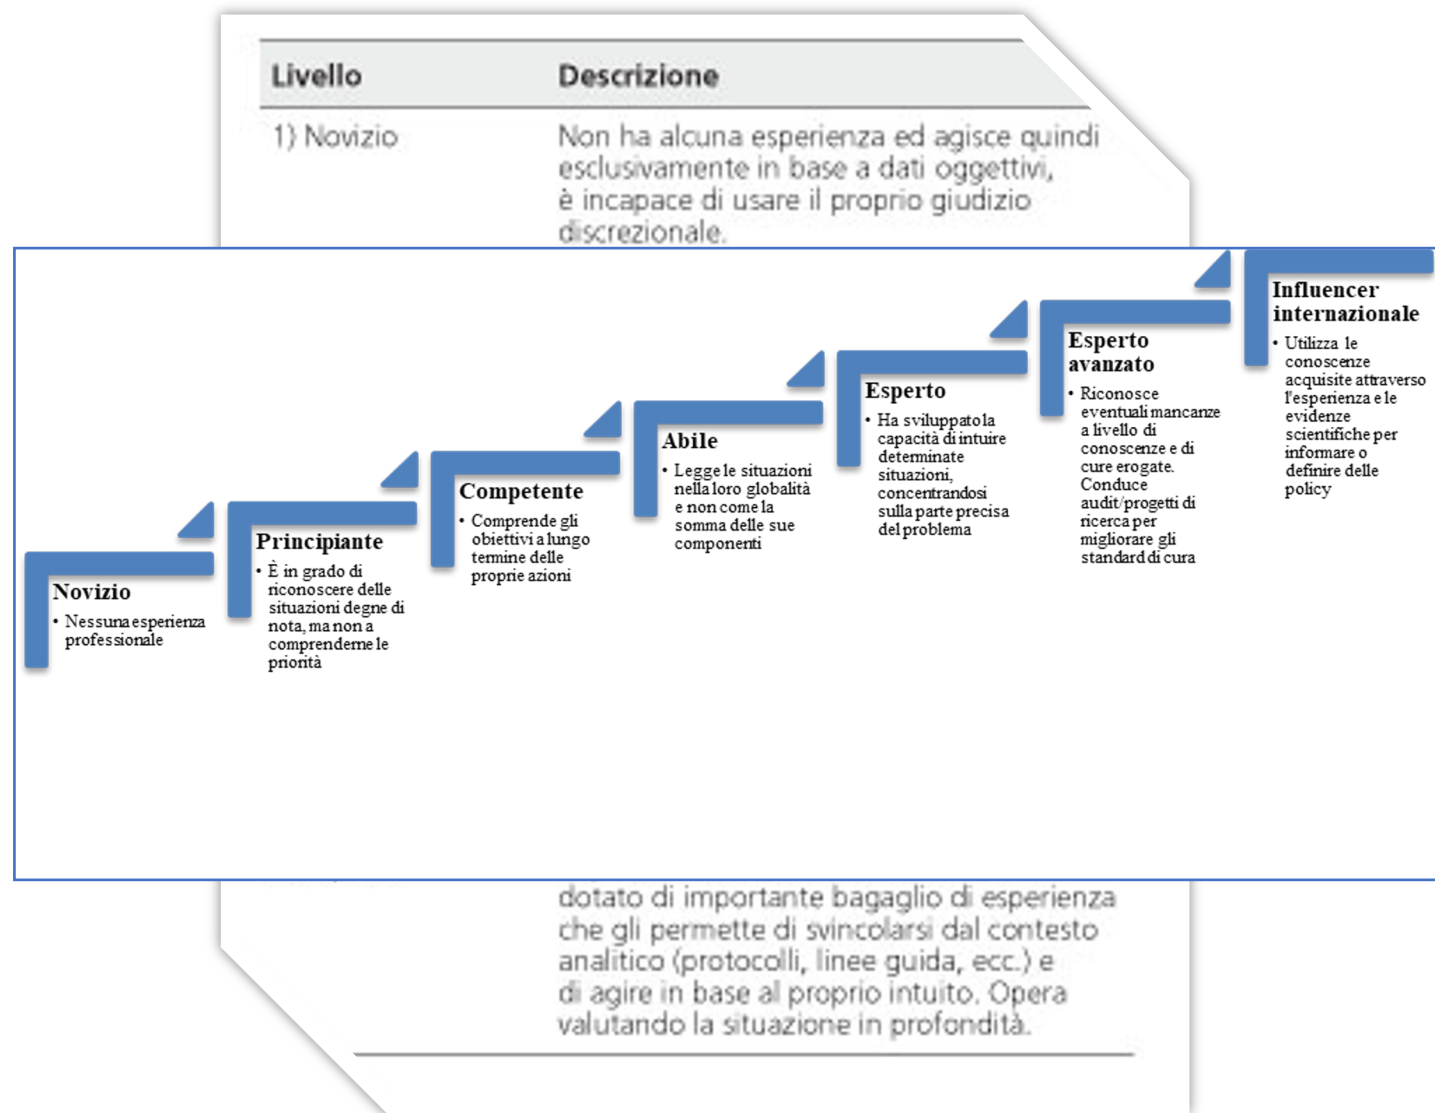 Livello Descrizione
1) Novizio Non ha alcuna esperienza ed agisce quindi
esclusivamente in base a dati oggettivi,
è incapace di usare il proprio giudizio
discrezionale.
Novizio
• Nessuna esperienza
professionale
Principiante
• È in grado di
riconoscere delle
situazioni degne di
nota, ma non a
comprenderne le
priorità
Competente
• Comprende gli
obiettivi a lungo
termine delle
proprie azioni
Abile
• Legge le situazioni
nella loro globalità
e non come la
somma delle sue
componenti
Esperto
• Ha sviluppato la
capacità di intuire
determinate
situazioni,
concentrandosi
sulla parte precisa
del problema
Esperto
avanzato
• Riconosce
eventuali mancanze
a livello di
conoscenze e di
cure erogate.
Conduce
audit/progetti di
ricerca per
migliorare gli
standard di cura
Influencer
internazionale
• Utilizza le
conoscenze
acquisite attraverso
l'esperienza e le
evidenze
scientifiche per
informare o
definire delle
policy
dotato di importante bagaglio di esperienza
che gli permette di svincolarsi dal contesto
analitico (protocolli, linee guida, ecc.) e
di agire in base al proprio intuito. Opera
valutando la situazione in profondità.